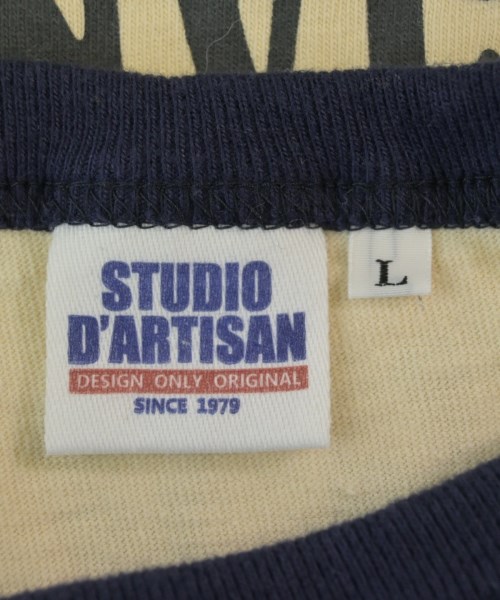 STUDIO
D'ARTISAN
DESIGN ONLY ORIGINAL
SINCE 1979
L